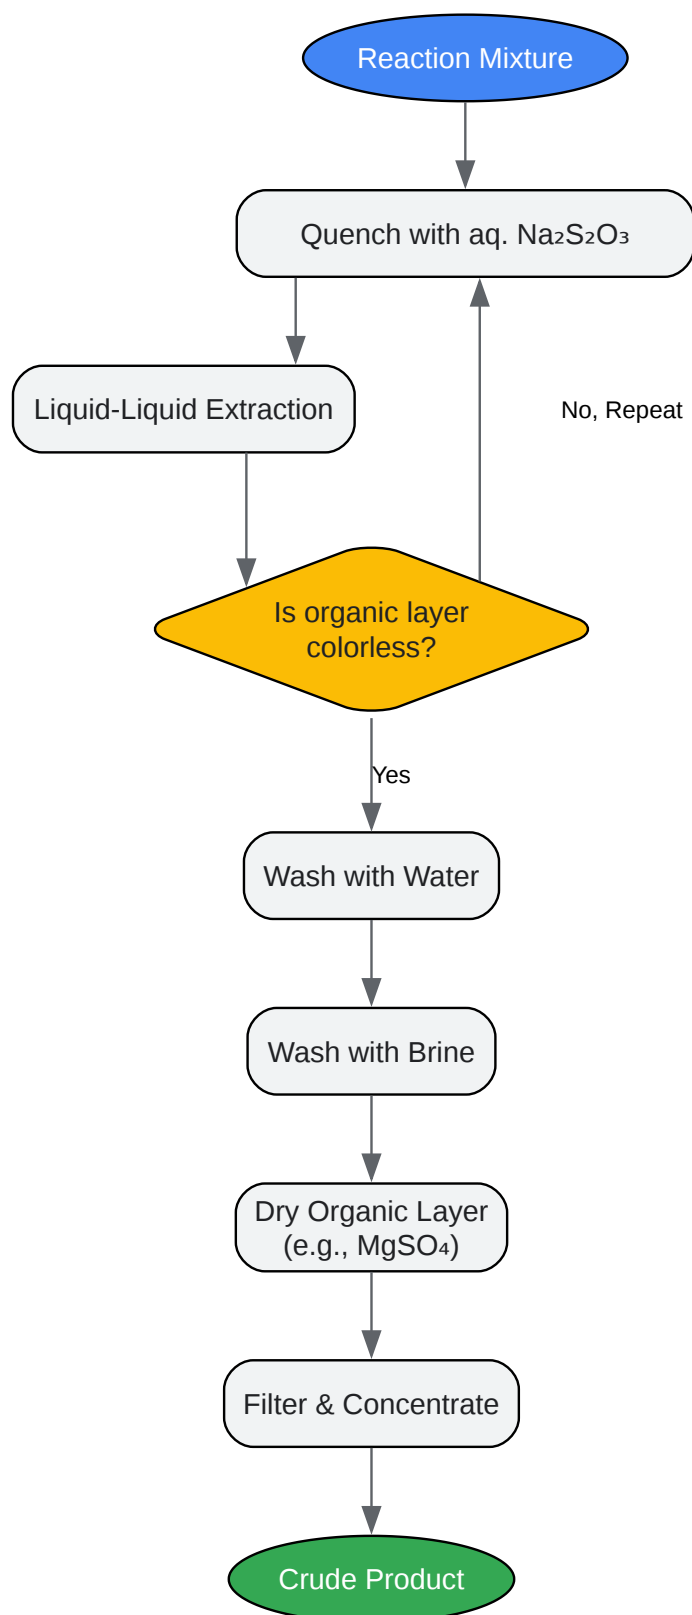 Reaction Mixture
Quench with aq. Na₂S₂O₃
Liquid-Liquid Extraction
No, Repeat
Is organic layer
colorless?
Yes
Wash with Water
Wash with Brine
Dry Organic Layer
(e.g., MgSO₄)
Filter & Concentrate
Crude Product